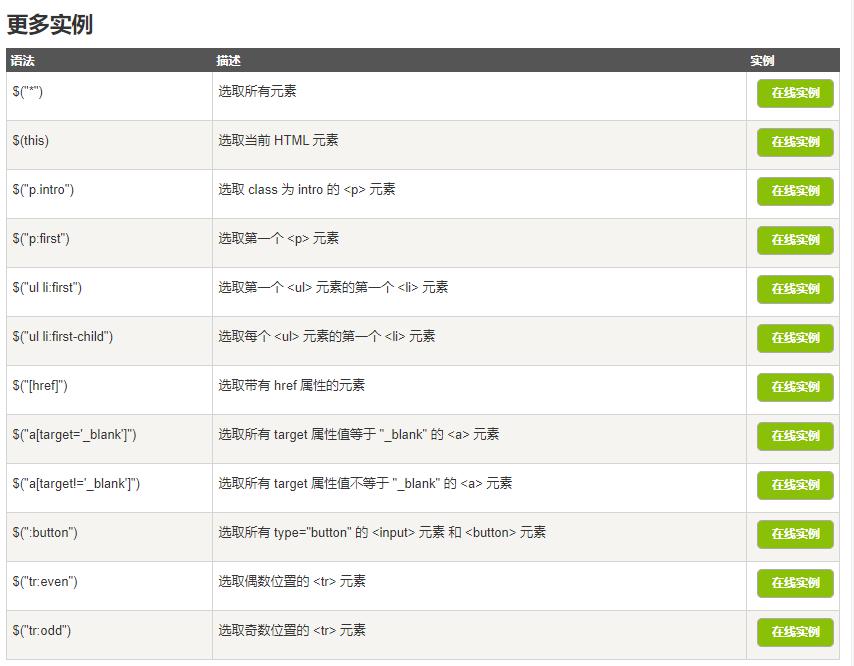 更多实例
语法 描述 实例
$("*") 选取所有元素 在线实例
$(this) 选取当前 HTML 元素 在线实例
$("p.intro") 选取 class 为 intro 的 <p> 元素 在线实例
$("p:first") 选取第一个 <p> 元素 在线实例
$("ul li:first") 选取第一个 <ul> 元素的第一个 <li> 元素 在线实例
$("ul li:first-child") 选取每个 <ul> 元素的第一个 <li> 元素 在线实例
$("[href]") 选取带有 href 属性的元素 在线实例
$("a[target='_blank']") 选取所有 target 属性值等于 "_blank" 的 <a> 元素 在线实例
$("a[target!='_blank']") 选取所有 target 属性值不等于 "_blank" 的 <a> 元素 在线实例
$(":button") 选取所有 type="button" 的 <input> 元素 和 <button> 元素 在线实例
$("tr:even") 选取偶数位置的 <tr> 元素 在线实例
$("tr:odd") 选取奇数位置的 <tr> 元素 在线实例